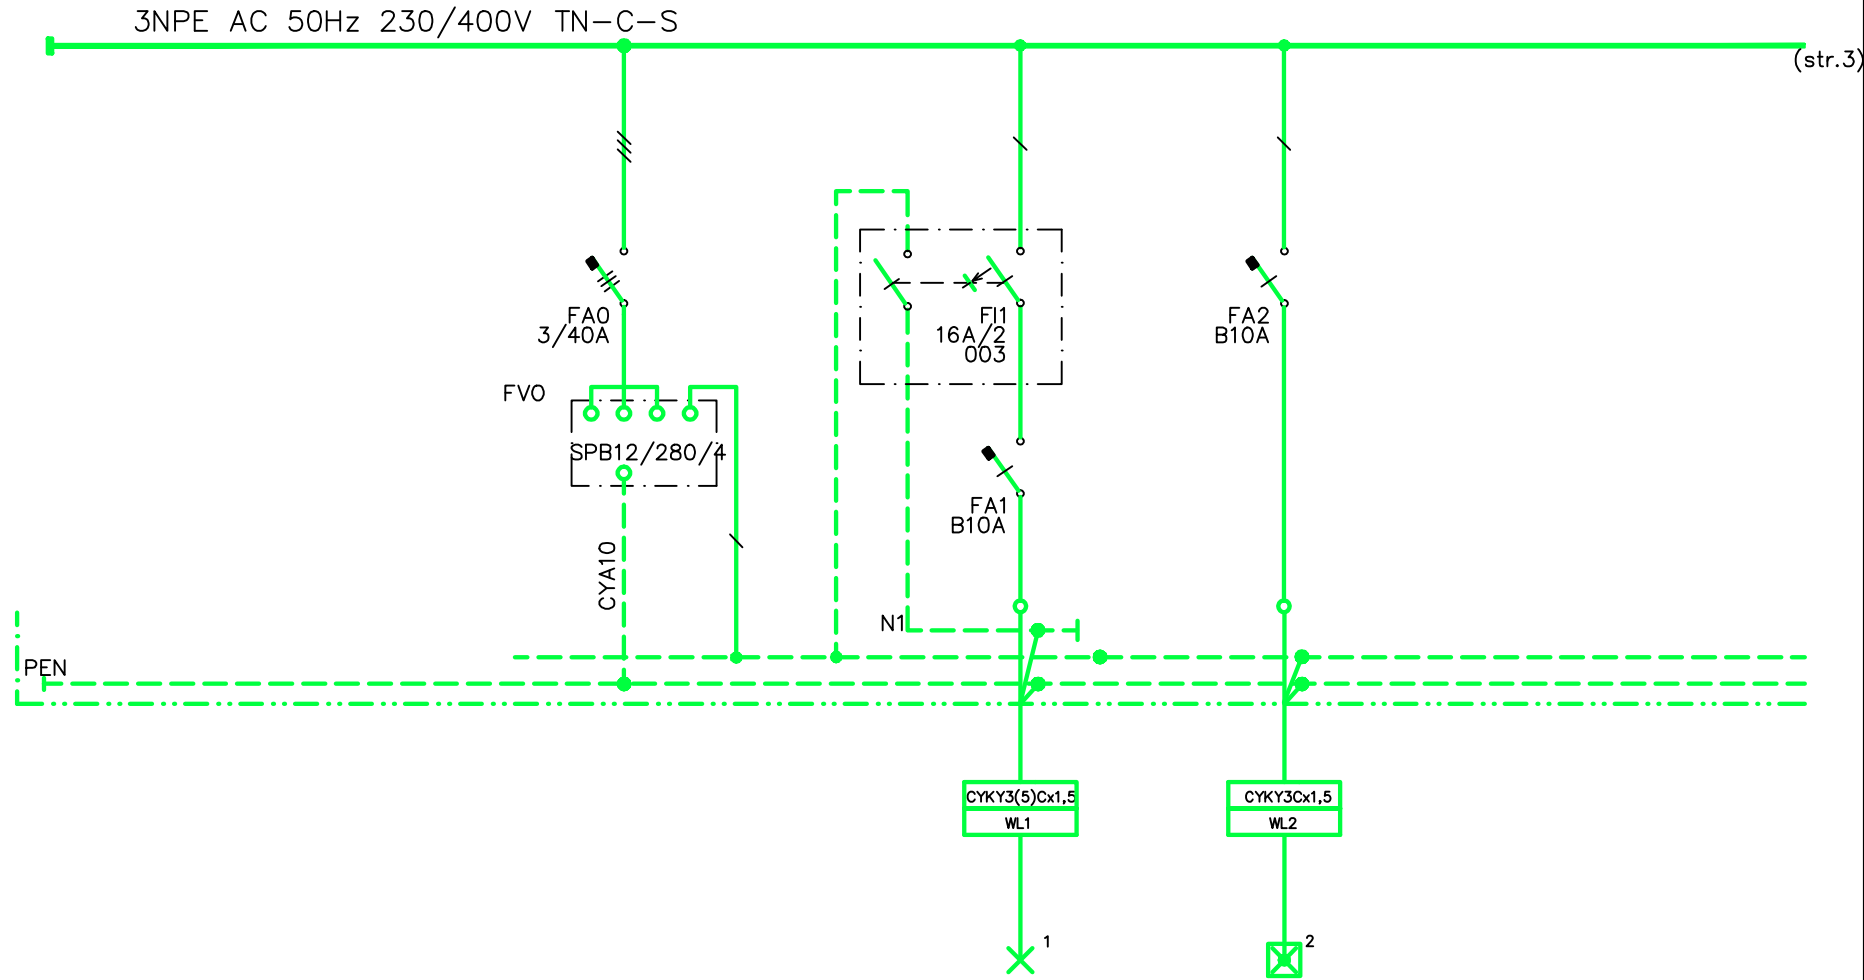 3NPE AC 50Hz 230/400V TN-C-S
(str.3)
FA0
3/40A
FI1
16A/2
003
FA2
B10A
FV0
SPB12/280/4
FA1
B10A
CYA10
N1
PEN
CYKY3(5)Cx1,5
WL1
CYKY3Cx1,5
WL2
1
2